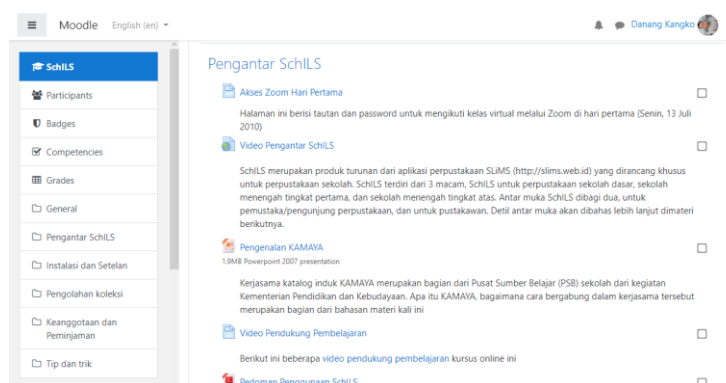 Moodle English (en)
Danang Kangko
SchILS
Participants
Badges
Competencies
Grades
General
Pengantar SchILS
Instalasi dan Setelan
Pengolahan koleksi
Keanggotaan dan
Peminjaman
Tip dan trik
Pengantar SchILS
Akses Zoom Hari Pertama
Halaman ini berisi tautan dan password untuk mengikuti kelas virtual melalui Zoom di hari pertama (Senin, 13 Juli
2010)
Video Pengantar SchILS
SchILS merupakan produk turunan dari aplikasi perpustakaan SLiMS (http://slims.web.id) yang dirancang khusus
untuk perpustakaan sekolah. SchILS terdiri dari 3 macam, SchILS untuk perpustakaan sekolah dasar, sekolah
menengah tingkat pertama, dan sekolah menengah tingkat atas. Antar muka SchILS dibagi dua, untuk
pemustaka/pengunjung perpustakaan, dan untuk pustakawan. Detil antar muka akan dibahas lebih lanjut dimateri
berikutnya.
Pengenalan KAMAYA
1.9MB Powerpoint 2007 presentation
Kerjasama katalog induk KAMAYA merupakan bagian dari Pusat Sumber Belajar (PSB) sekolah dari kegiatan
Kementerian Pendidikan dan Kebudayaan. Apa itu KAMAYA, bagaimana cara bergabung dalam kerjasama tersebut
merupakan bagian dari bahasan materi kali ini
Video Pendukung Pembelajaran
Berikut ini beberapa video pendukung pembelajaran kursus online ini
Pedoman Penggunaan SchILS